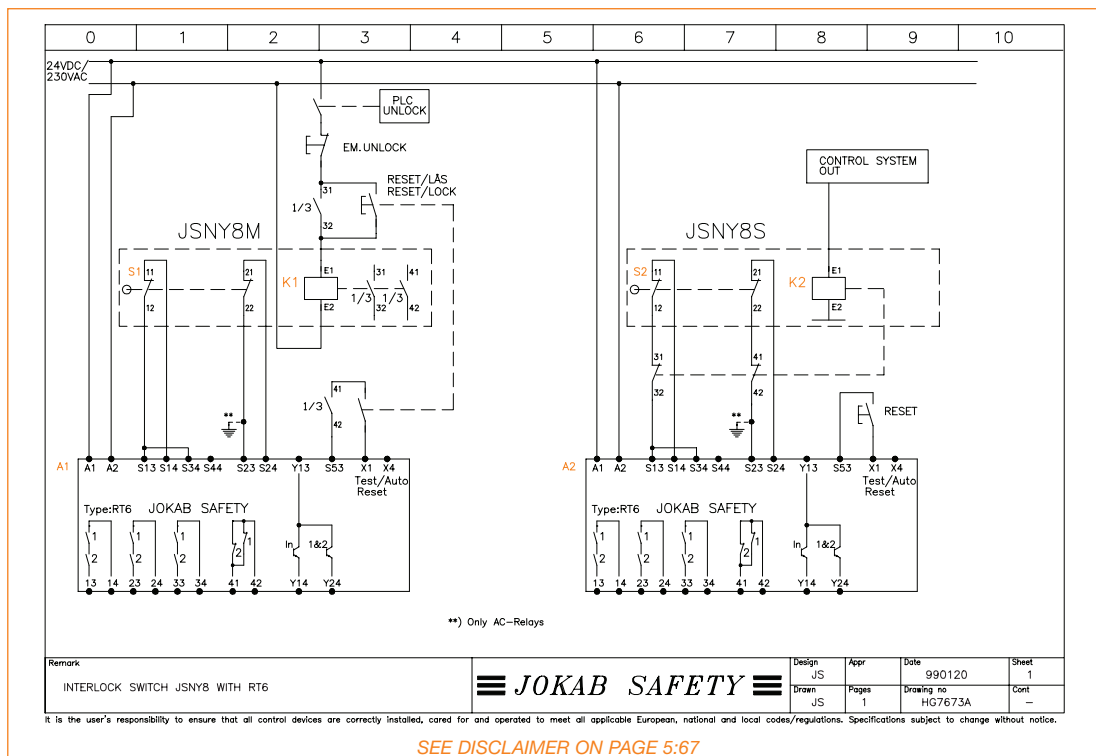 0 1 2 3 4 5 6 7 8 9 10
24VDC/
230VAC
PLC
UNLOCK
EM.UNLOCK
RESET/LÅS
RESET/LOCK
31
1/3
32
JSNY8M
S1
11
12
21
22
K1
E1
E2
31
1/3
32
41
1/3
42
41
1/3
42
**
A1
A1 A2 S13 S14 S34 S44 S23 S24 Y13 S53 X1 X4
Test/Auto
Reset
Type:RT6 JOKAB SAFETY
1 1 1 2 1 In 1&2
2 2 2
13 14 23 24 33 34 41 42 Y14 Y24
CONTROL SYSTEM
OUT
JSNY8S
S2
11
12
21
22
K2
E1
E2
31
32
41
42
**
RESET
A2
A1 A2 S13 S14 S34 S44 S23 S24 Y13 S53 X1 X4
Test/Auto
Reset
Type:RT6 JOKAB SAFETY
1 1 1 2 1 In 1&2
2 2 2
13 14 23 24 33 34 41 42 Y14 Y24
**) Only AC-Relays
Remark
INTERLOCK SWITCH JSNY8 WITH RT6
JOKAB SAFETY
Design
JS
Appr
Date
990120
Sheet
1
Drawn
JS
Pages
1
Drawing no
HG7673A
Cont
-
It is the user's responsibility to ensure that all control devices are correctly installed, cared for and operated to meet all applicable European, national and local codes/regulations. Specifications subject to change without notice.
SEE DISCLAIMER ON PAGE 5:67